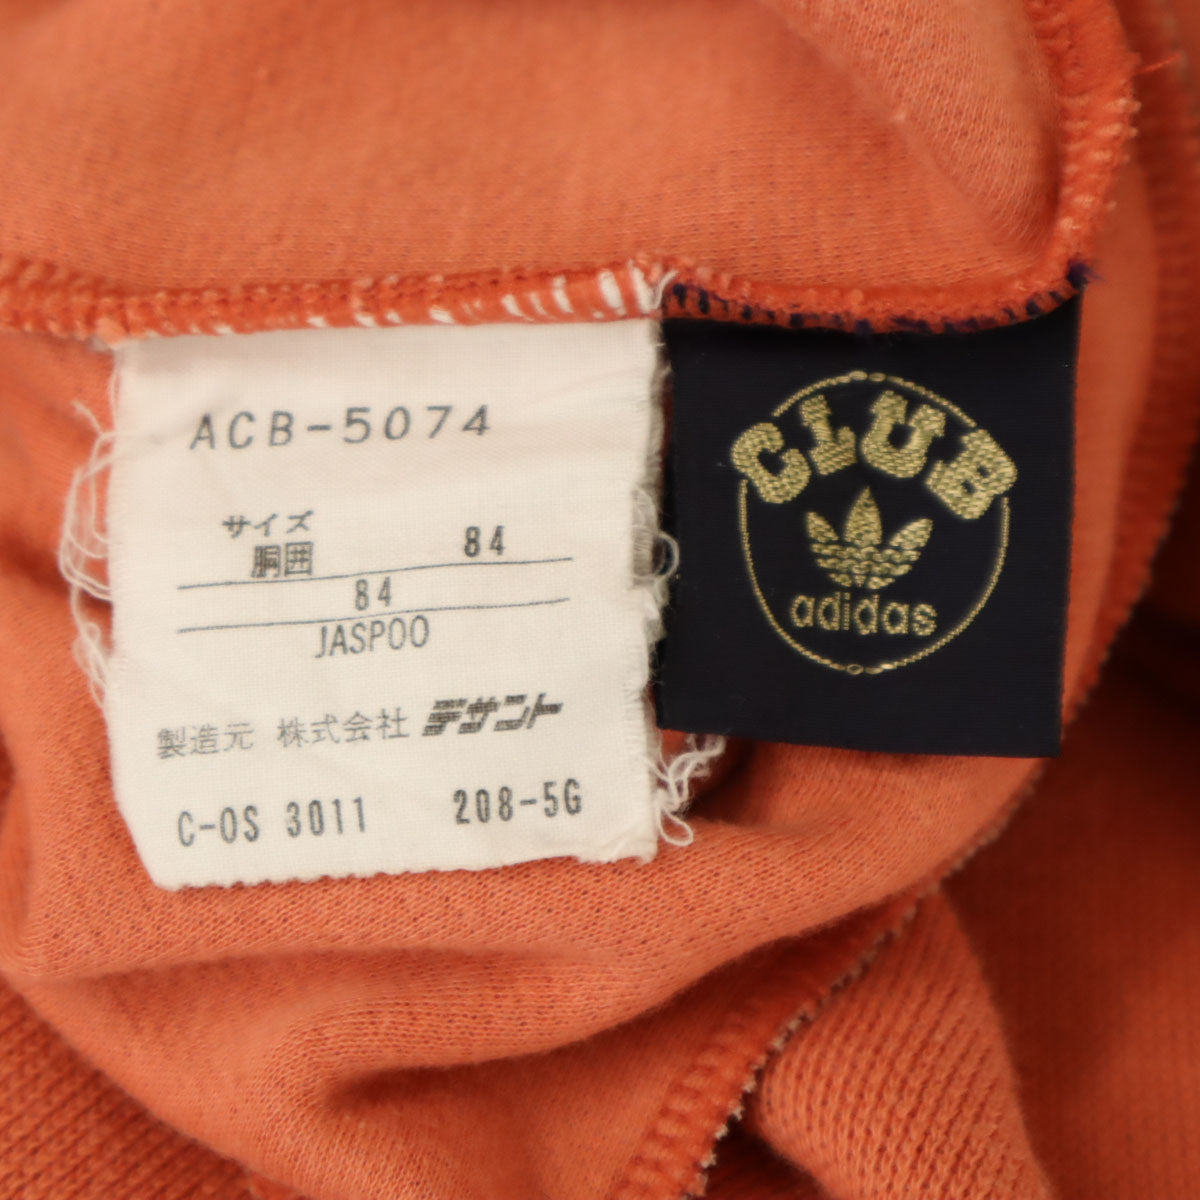 ACB-5074
サイズ
胴囲 84
84
JASPOO
製造元 株式会社 デサント
C-OS 3011 208-5G
CLUB
adidas